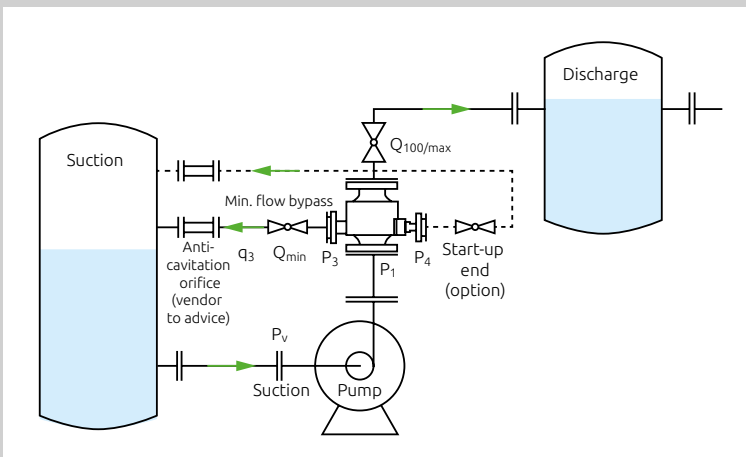 Discharge
Suction
Q100/max
Min. flow bypass
Anti-
cavitation
orifice
(vendor
to advice)
q3
Qmin
P3
P1
P4
Start-up
end
(option)
Pv
Suction
Pump